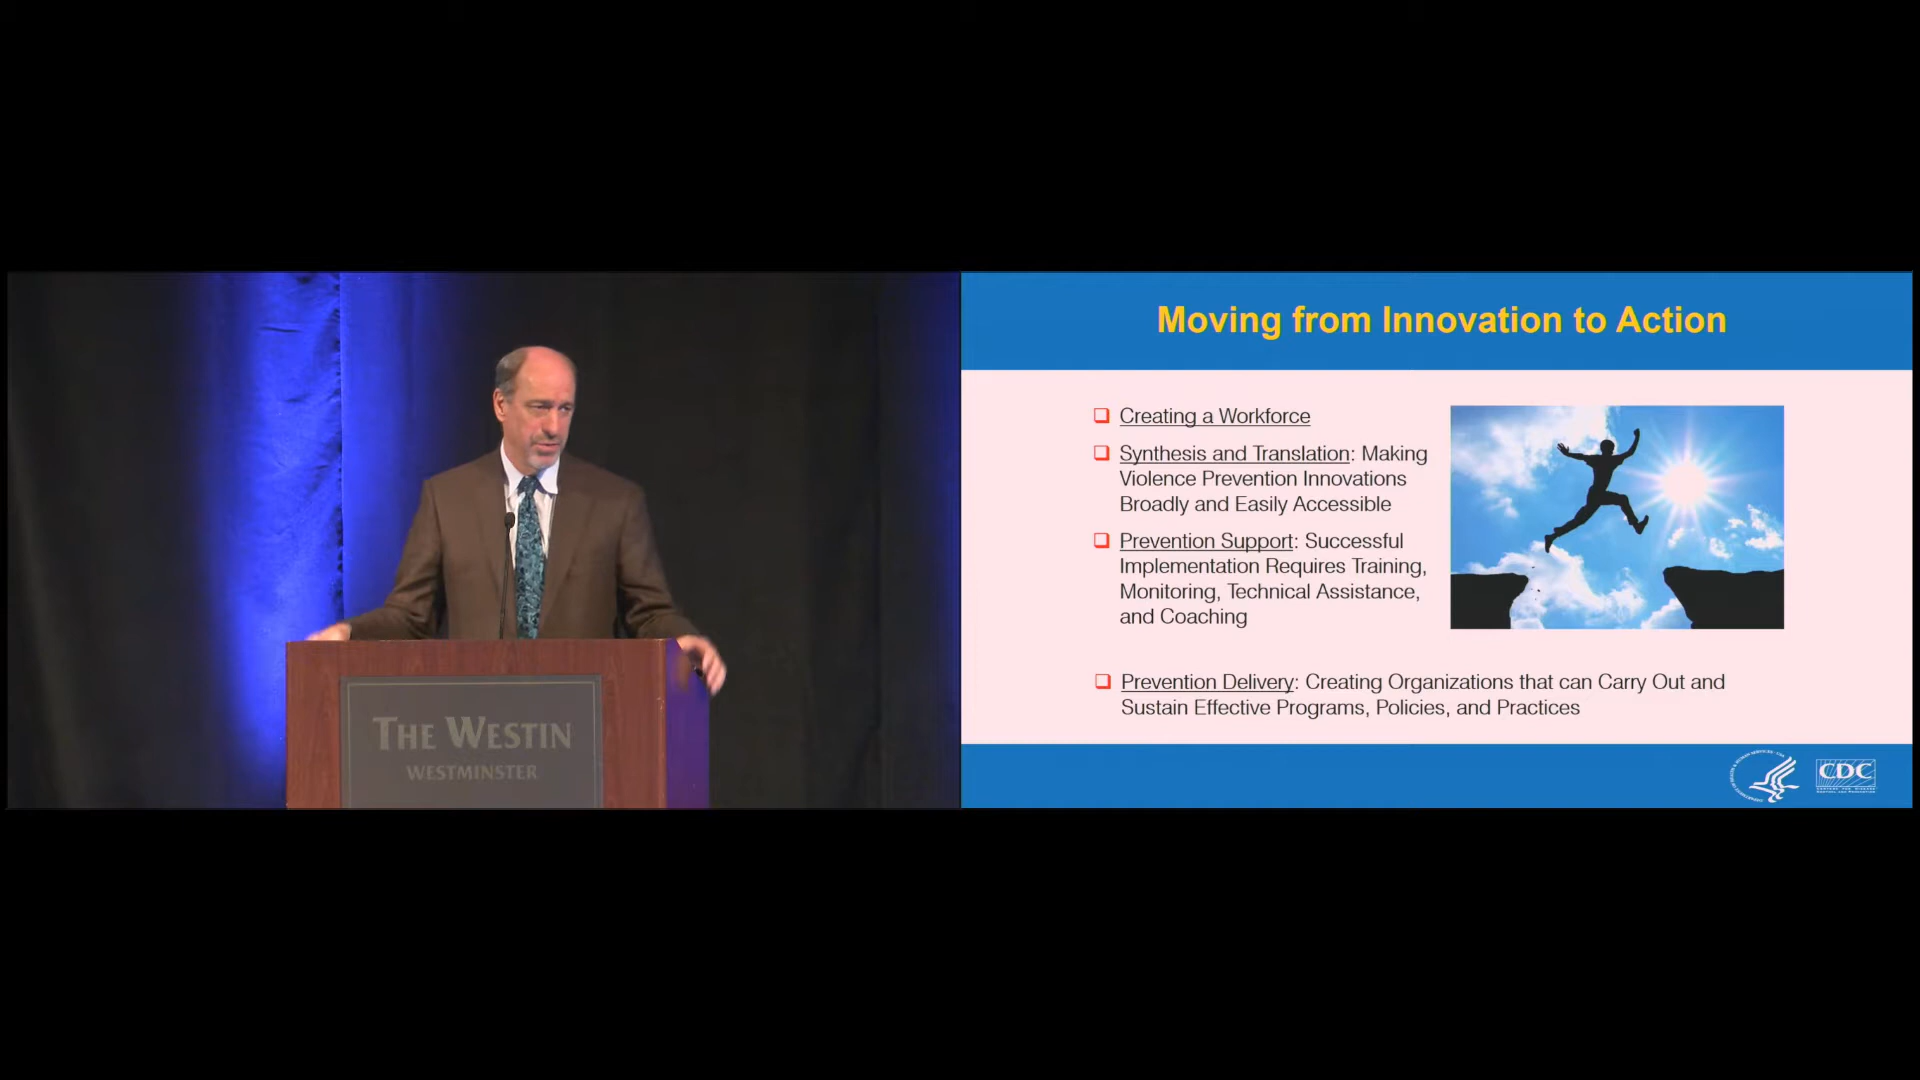 THE WESTIN
WESTMINSTER
Moving from Innovation to Action
Creating a Workforce
Synthesis and Translation: Making
Violence Prevention Innovations
Broadly and Easily Accessible
Prevention Support: Successful
Implementation Requires Training,
Monitoring, Technical Assistance,
and Coaching
Prevention Delivery: Creating Organizations that can Carry Out and
Sustain Effective Programs, Policies, and Practices
CDC